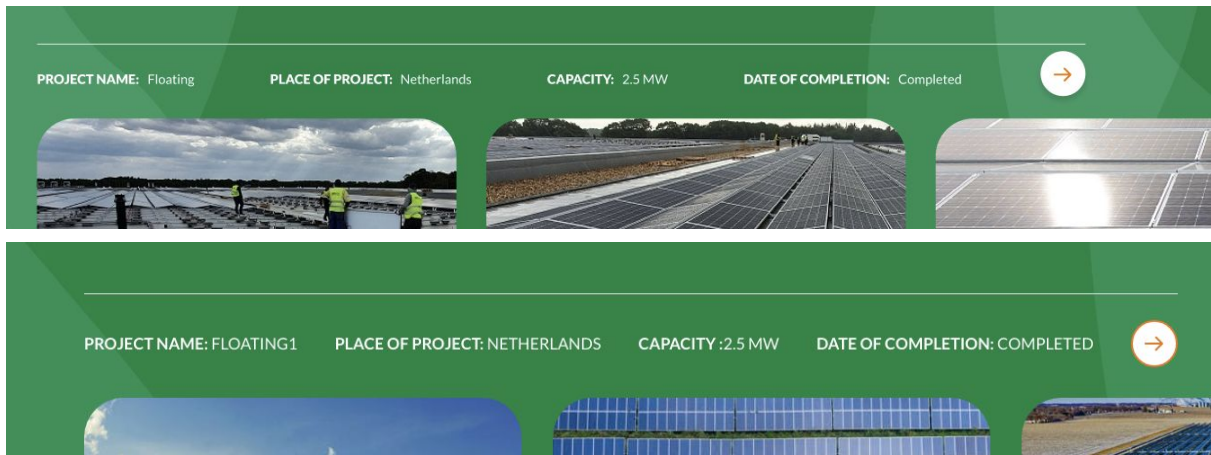 PROJECT NAME: Floating PLACE OF PROJECT: Netherlands CAPACITY: 2.5 MW DATE OF COMPLETION: Completed
PROJECT NAME: FLOATING1 PLACE OF PROJECT: NETHERLANDS CAPACITY :2.5 MW DATE OF COMPLETION: COMPLETED